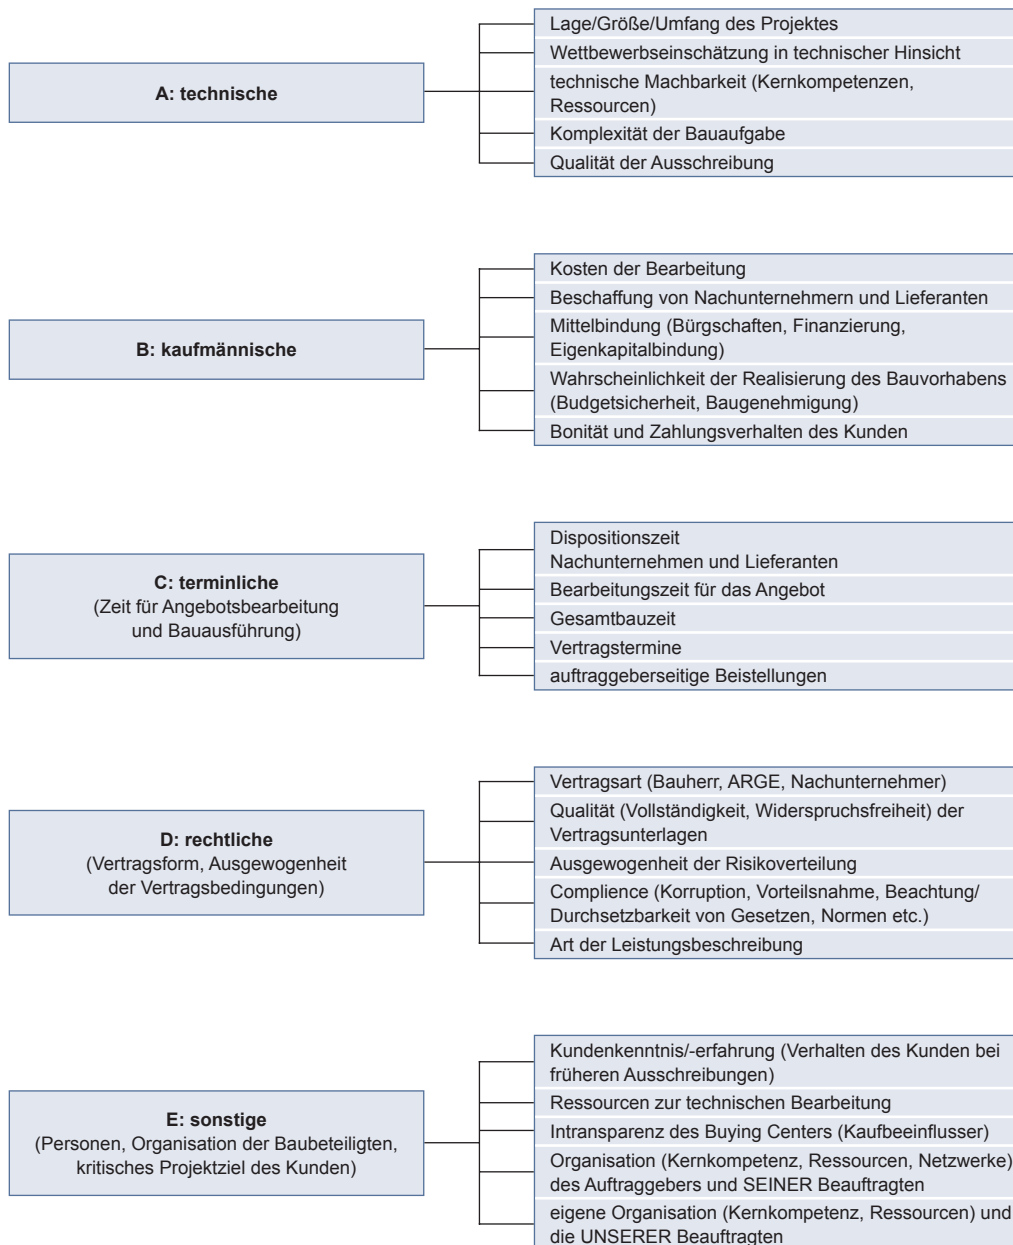 A: technische
Lage/Größe/Umfang des Projektes
Wettbewerbseinschätzung in technischer Hinsicht
technische Machbarkeit (Kernkompetenzen,
Ressourcen)
Komplexität der Bauaufgabe
Qualität der Ausschreibung
B: kaufmännische
Kosten der Bearbeitung
Beschaffung von Nachunternehmern und Lieferanten
Mittelbindung (Bürgschaften, Finanzierung,
Eigenkapitalbindung)
Wahrscheinlichkeit der Realisierung des Bauvorhabens
(Budgetsicherheit, Baugenehmigung)
Bonität und Zahlungsverhalten des Kunden
C: terminliche
(Zeit für Angebotsbearbeitung
und Bauausführung)
Dispositionszeit
Nachunternehmen und Lieferanten
Bearbeitungszeit für das Angebot
Gesamtbauzeit
Vertragstermine
auftraggeberseitige Beistellungen
D: rechtliche
(Vertragsform, Ausgewogenheit
der Vertragsbedingungen)
Vertragsart (Bauherr, ARGE, Nachunternehmer)
Qualität (Vollständigkeit, Widerspruchsfreiheit) der
Vertragsunterlagen
Ausgewogenheit der Risikoverteilung
Complience (Korruption, Vorteilsnahme, Beachtung/
Durchsetzbarkeit von Gesetzen, Normen etc.)
Art der Leistungsbeschreibung
E: sonstige
(Personen, Organisation der Baubeteiligten,
kritisches Projektziel des Kunden)
Kundenkenntnis/-erfahrung (Verhalten des Kunden bei
früheren Ausschreibungen)
Ressourcen zur technischen Bearbeitung
Intransparenz des Buying Centers (Kaufbeeinflusser)
Organisation (Kernkompetenz, Ressourcen, Netzwerke)
des Auftraggebers und SEINER Beauftragten
eigene Organisation (Kernkompetenz, Ressourcen) und
die UNSERER Beauftragten